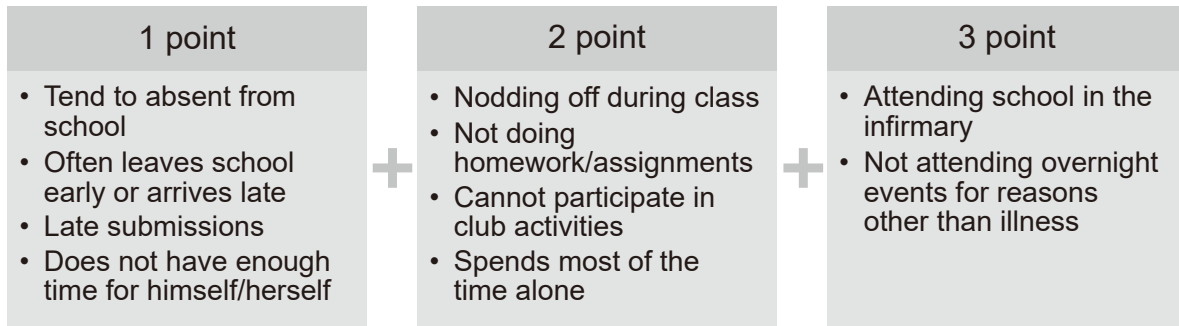 1 point
• Tend to absent from
school
• Often leaves school
early or arrives late
• Late submissions
• Does not have enough
time for himself/herself
+
2 point
• Nodding off during class
• Not doing
homework/assignments
• Cannot participate in
club activities
• Spends most of the
time alone
+
3 point
• Attending school in the
infirmary
• Not attending overnight
events for reasons
other than illness